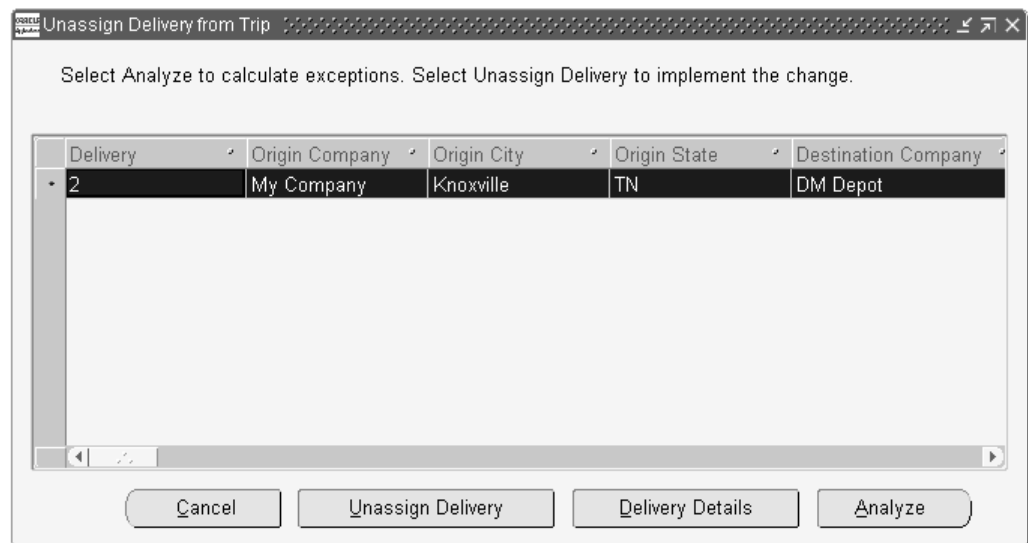 Unassign Delivery from Trip
Select Analyze to calculate exceptions. Select Unassign Delivery to implement the change.
Delivery Origin Company Origin City Origin State Destination Company
2 My Company Knoxville TN DM Depot
Cancel Unassign Delivery Delivery Details Analyze